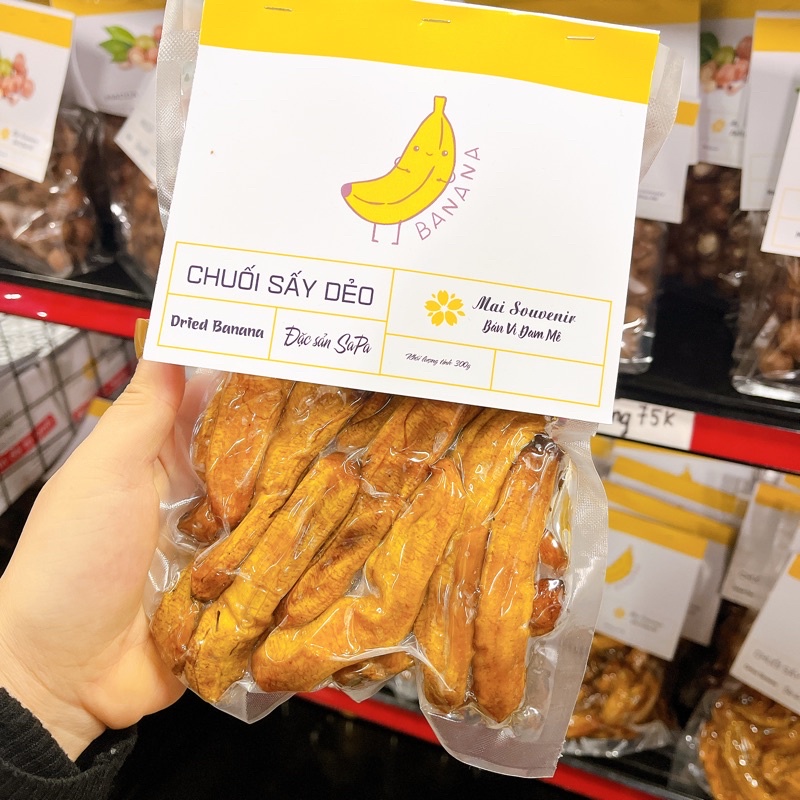 BANANA
CHUỐI SẤY DẺO
Mai Souvenir
Bán Vì Đam Mê
Dried Banana
Đặc sản SaPa
Khối lượng tịnh 300g
75K